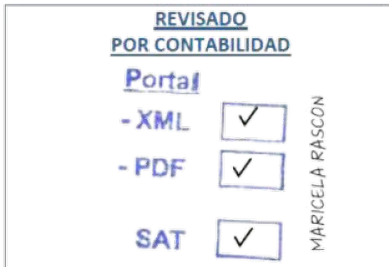 REVISADO
POR CONTABILIDAD
Portal
- XML ✓
- PDF ✓
SAT ✓
MARICELA RASCON